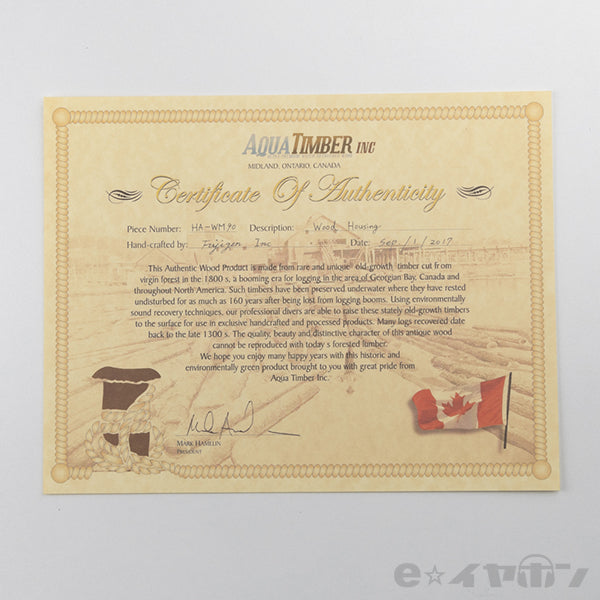 AQUATIMBER INC
MIDLAND, ONTARIO, CANADA
Certificate Of Authenticity
Piece Number: HA-WM90 Description: Wood Housing
Hand-crafted by: Fujigen, Inc Date: Sep./1/2017
This Authentic Wood Product is made from rare and unique old-growth timber cut from
virgin forest in the 1800 s, a booming era for logging in the area of Georgian Bay, Canada and
throughout North America. Such timbers have been preserved underwater where they have rested
undisturbed for as much as 160 years after being lost from logging booms. Using environmentally
sound recovery techniques, our professional divers are able to raise these stately old-growth timbers
to the surface for use in exclusive handcrafted and processed products. Many logs recovered date
back to the late 1300 s. The quality, beauty and distinctive character of this antique wood
cannot be reproduced with today s forested lumber.
We hope you enjoy many happy years with this historic and
environmentally green product brought to you with great pride from
Aqua Timber Inc.
MARK HAMELIN
PRESIDENT
e☆イヤホン